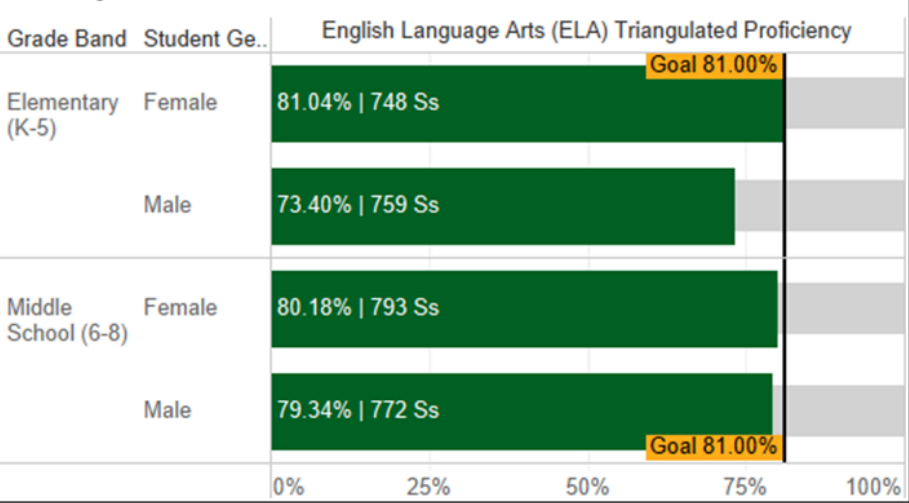 Grade Band Student Ge.. English Language Arts (ELA) Triangulated Proficiency
Goal 81.00%
Elementary (K-5) Female 81.04% | 748 Ss
Male 73.40% | 759 Ss
Middle School (6-8) Female 80.18% | 793 Ss
Male 79.34% | 772 Ss
Goal 81.00%
0% 25% 50% 75% 100%